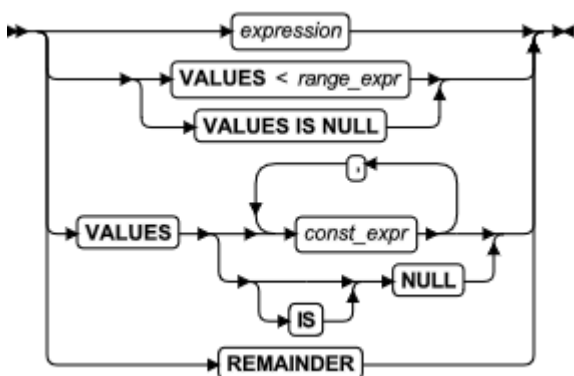 expression
VALUES < range_expr
VALUES IS NULL
,
VALUES const_expr
NULL
IS
REMAINDER